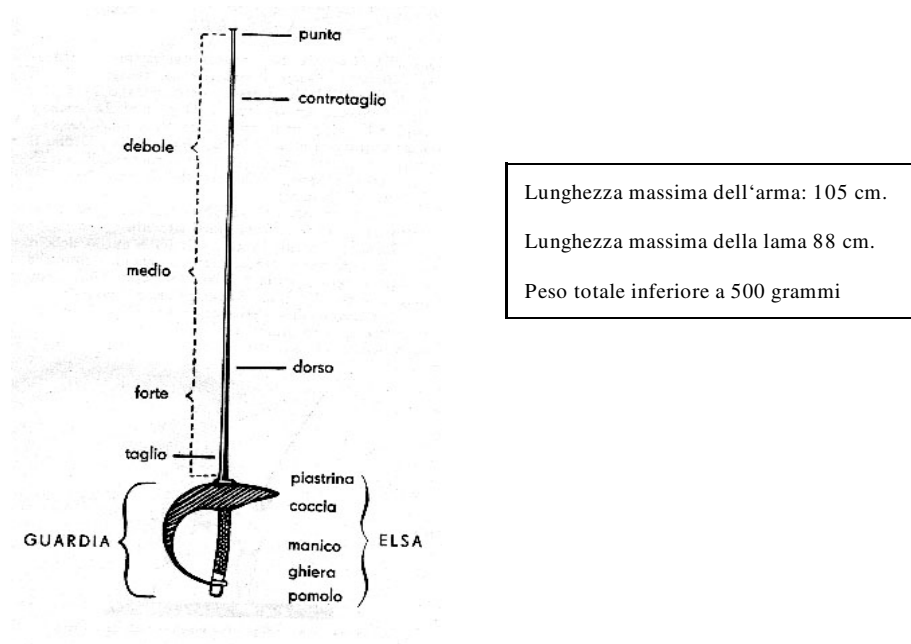 punta
controtaglio
debole
medio
dorso
forte
taglio
piastrina
coccia
GUARDIA
manico
ELSA
ghiera
pomolo
Lunghezza massima dell‘arma: 105 cm.
Lunghezza massima della lama 88 cm.
Peso totale inferiore a 500 grammi